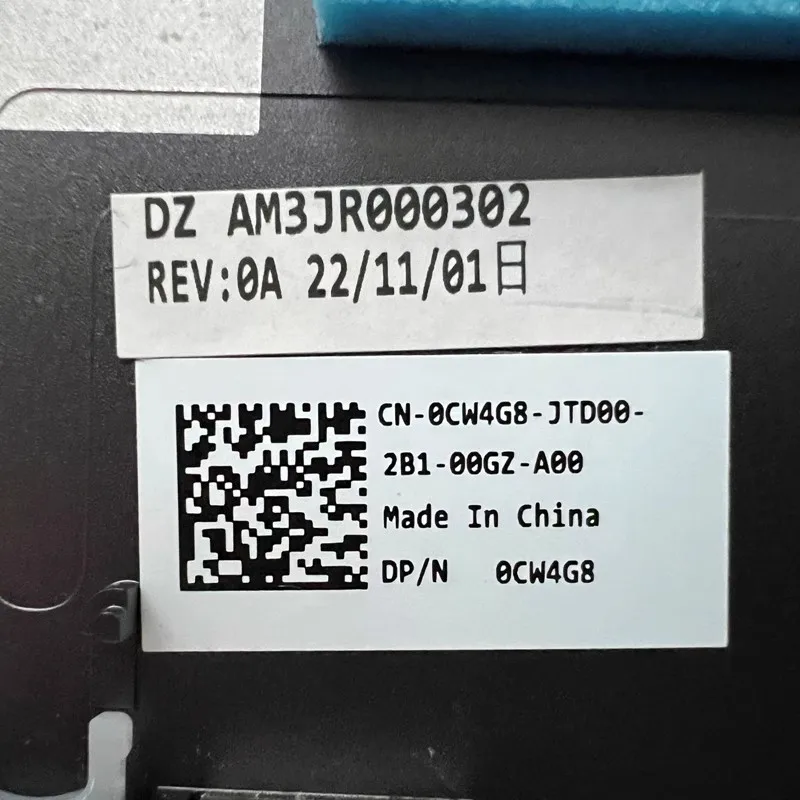 DZ AM3JR000302
REV:0A 22/11/01日
CN-0CW4G8-JTD00-
2B1-00GZ-A00
Made In China
DP/N 0CW4G8